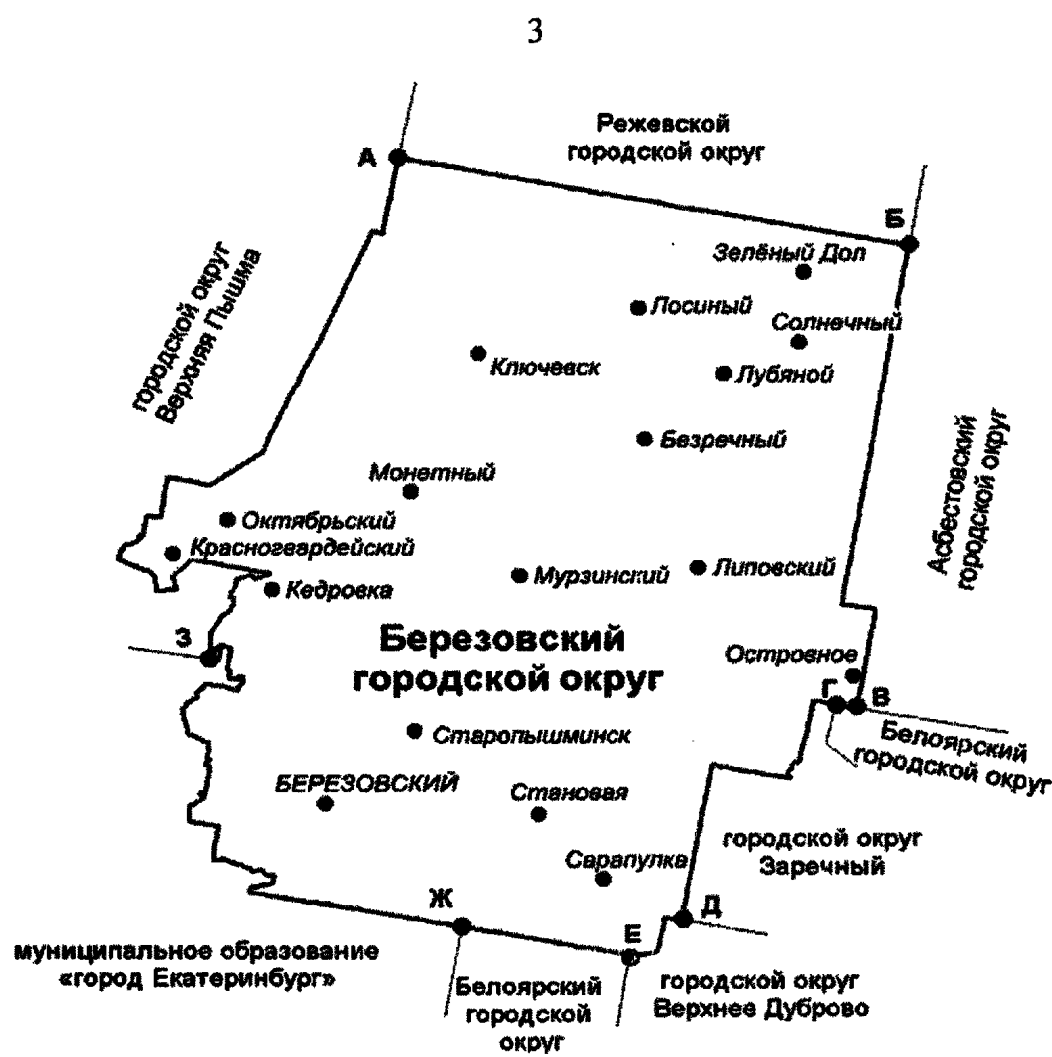 3
Режевской
городской округ
А
Б
Зелёный Дол
городской округ
Верхняя Пышма
Лосиный
Солнечный
Ключевск
Лубяной
Безречный
Асбестовский
городской округ
Монетный
Октябрьский
Красногвардейский
Мурзинский
Липовский
Кедровка
З
Березовский
городской округ
Островное
Г
В
Старопышминск
Белоярский
городской округ
БЕРЕЗОВСКИЙ
Становая
городской округ
Заречный
Сарапулка
Ж
Д
Е
муниципальное образование
«город Екатеринбург»
Белоярский
городской
округ
городской округ
Верхнее Дуброво